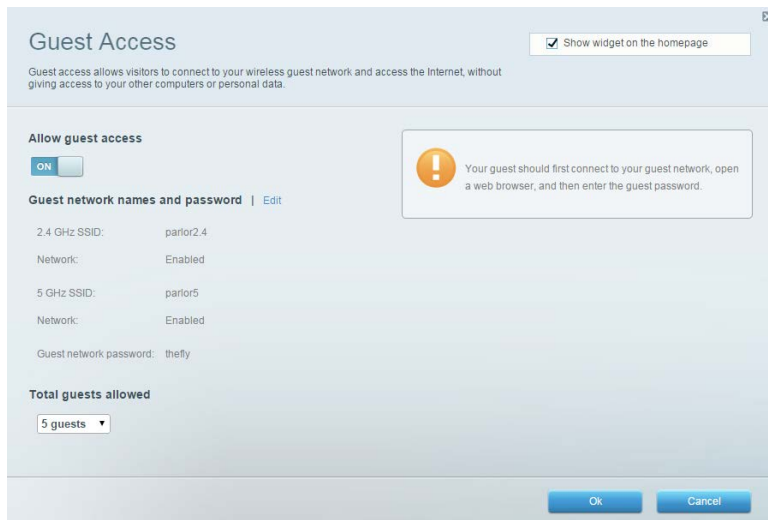 Guest Access
Show widget on the homepage
Guest access allows visitors to connect to your wireless guest network and access the Internet, without
giving access to your other computers or personal data.
Allow guest access
ON
Your guest should first connect to your guest network, open
a web browser, and then enter the guest password.
Guest network names and password | Edit
2.4 GHz SSID: parlor2.4
Network: Enabled
5 GHz SSID: parlor5
Network: Enabled
Guest network password: thefly
Total guests allowed
5 guests
Ok Cancel